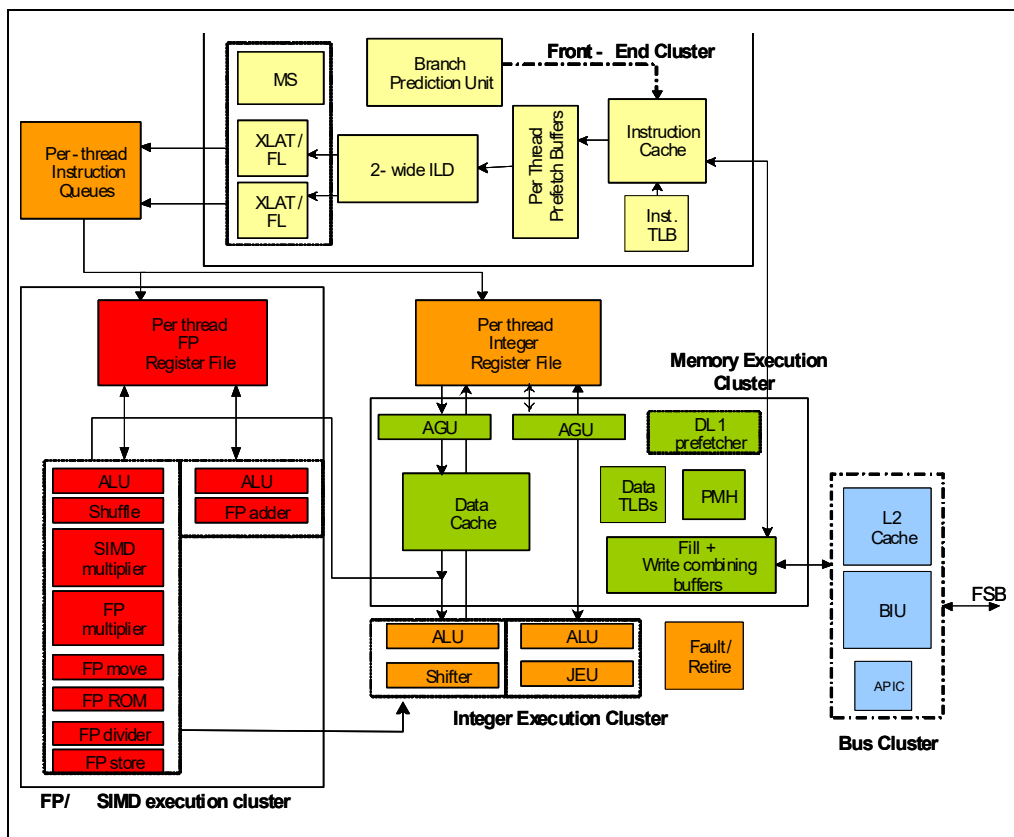 Front - End Cluster
MS
Branch
Prediction Unit
XLAT /
FL
XLAT /
FL
2- wide ILD
Per Thread
Prefetch Buffers
Instruction
Cache
Inst.
TLB
Per - thread
Instruction
Queues
Per thread
FP
Register File
Per thread
Integer
Register File
Memory Execution
Cluster
AGU
AGU
DL 1
prefetcher
Data
Cache
Data
TLBs
PMH
Fill +
Write combining
buffers
ALU
Shuffle
SIMD
multiplier
FP
multiplier
FP move
FP ROM
FP divider
FP store
ALU
FP adder
ALU
Shifter
ALU
JEU
Fault /
Retire
Integer Execution Cluster
L2
Cache
BIU
APIC
FSB
Bus Cluster
FP/ SIMD execution cluster